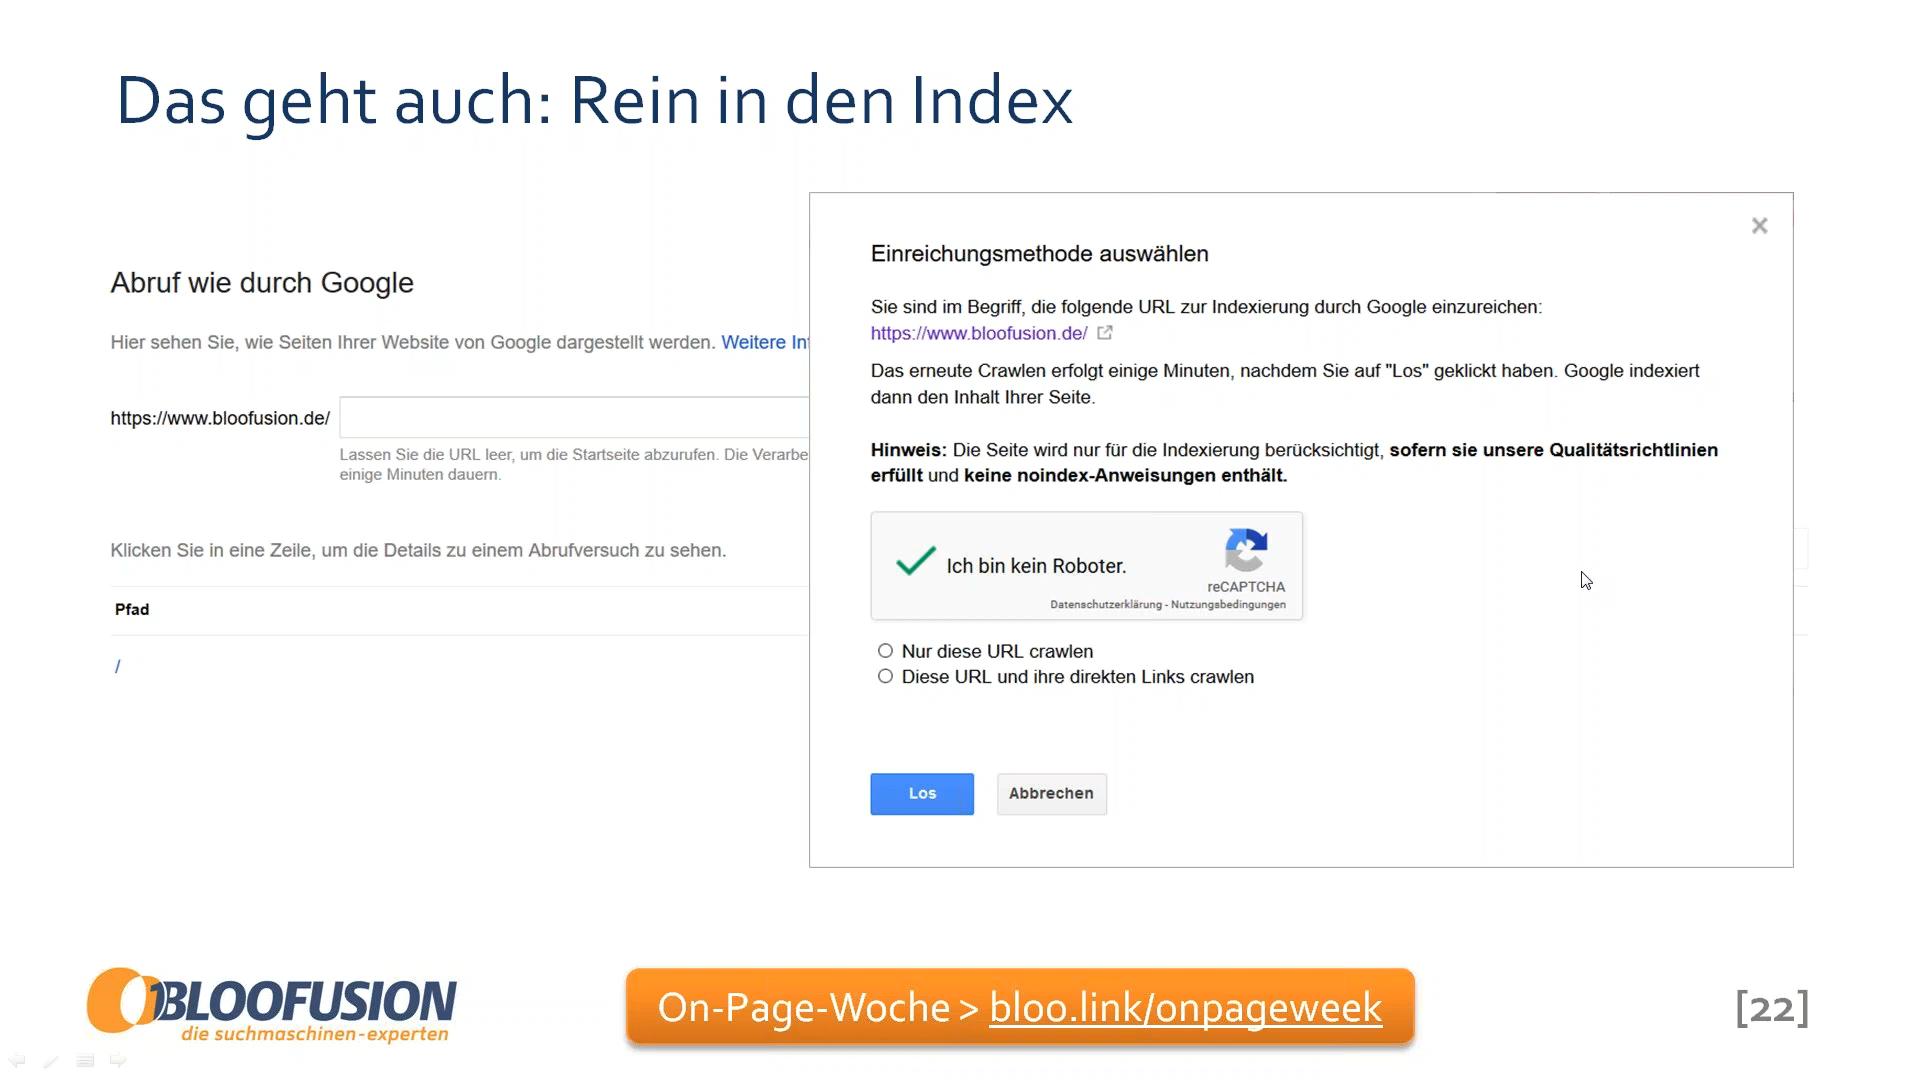 Das geht auch: Rein in den Index
Abruf wie durch Google
Hier sehen Sie, wie Seiten Ihrer Website von Google dargestellt werden. Weitere
https://www.bloofusion.de/
Lassen Sie die URL leer, um die Startseite abzurufen. Die
einige Minuten dauern.
Klicken Sie in eine Zeile, um die Details zu einem Abrufversuch zu sehen.
Pfad
/
Einreichungsmethode auswählen
Sie sind im Begriff, die folgende URL zur Indexierung durch Google einzureichen:
https://www.bloofusion.de/
Das erneute Crawlen erfolgt einige Minuten, nachdem Sie auf "Los" geklickt haben. Google indexiert
dann den Inhalt Ihrer Seite.
Hinweis: Die Seite wird nur für die Indexierung berücksichtigt, sofern sie unsere Qualitätsrichtlinien
erfüllt und keine noindex-Anweisungen enthält.
Ich bin kein Roboter.
reCAPTCHA
Datenschutzerklärung - Nutzungsbedingungen
Nur diese URL crawlen
Diese URL und ihre direkten Links crawlen
Los
Abbrechen
BLOOFUSION
die suchmaschinen-experten
On-Page-Woche > bloo.link/onpageweek
[22]